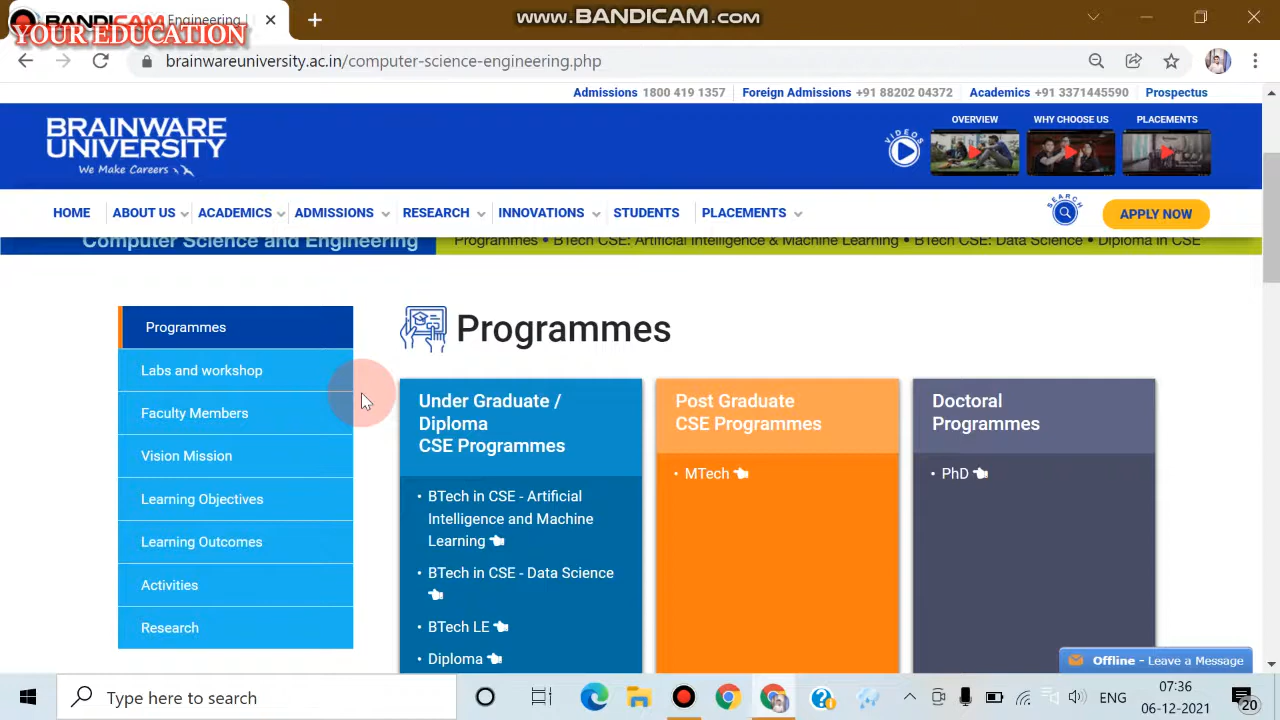 BANDICAM Engineering |
YOUR EDUCATION
www.BANDICAM.com
brainwareuniversity.ac.in/computer-science-engineering.php
Admissions 1800 419 1357 Foreign Admissions +91 88202 04372 Academics +91 3371445590 Prospectus
BRAINWARE
UNIVERSITY
We Make Careers
VIDEOS
OVERVIEW WHY CHOOSE US PLACEMENTS
HOME ABOUT US ACADEMICS ADMISSIONS RESEARCH INNOVATIONS STUDENTS PLACEMENTS
SEARCH
APPLY NOW
Computer Science and Engineering
Programmes • BTech CSE: Artificial Intelligence & Machine Learning • BTech CSE: Data Science • Diploma in CSE
Programmes
Labs and workshop
Faculty Members
Vision Mission
Learning Objectives
Learning Outcomes
Activities
Research
Programmes
Under Graduate /
Diploma
CSE Programmes
• BTech in CSE - Artificial
Intelligence and Machine
Learning
• BTech in CSE - Data Science
• BTech LE
• Diploma
Post Graduate
CSE Programmes
• MTech
Doctoral
Programmes
• PhD
Offline - Leave a Message
Type here to search
ENG
07:36
06-12-2021
20